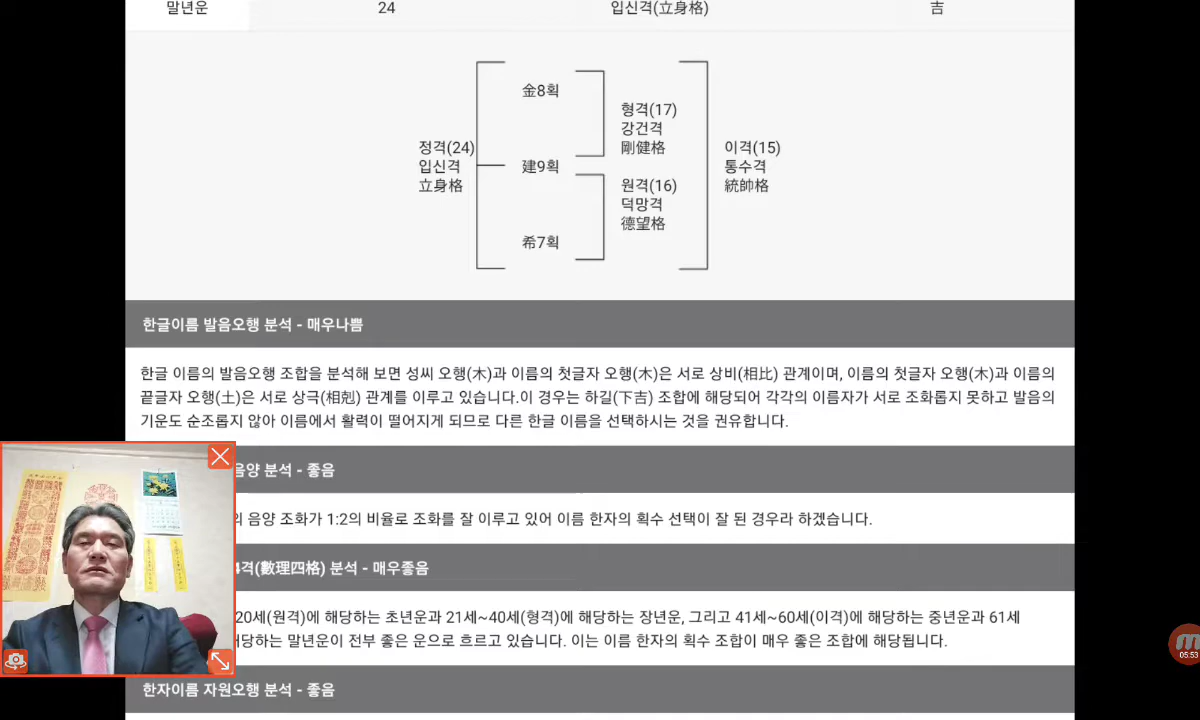 말년운 24 입신격(立身格) 吉
金8획
형격(17)
강건격
剛健格
정격(24)
입신격
立身格
建9획
이격(15)
통수격
統帥格
원격(16)
덕망격
德望格
希7획
한글이름 발음오행 분석 - 매우나쁨
한글 이름의 발음오행 조합을 분석해 보면 성씨 오행(木)과 이름의 첫글자 오행(木)은 서로 상비(相比) 관계이며, 이름의 첫글자 오행(木)과 이름의
끝글자 오행(土)은 서로 상극(相剋) 관계를 이루고 있습니다.이 경우는 하길(下吉) 조합에 해당되어 각각의 이름자가 서로 조화롭지 못하고 발음의
기운도 순조롭지 않아 이름에서 활력이 떨어지게 되므로 다른 한글 이름을 선택하시는 것을 권유합니다.
음양 분석 - 좋음
의 음양 조화가 1:2의 비율로 조화를 잘 이루고 있어 이름 한자의 획수 선택이 잘 된 경우라 하겠습니다.
4격(數理四格) 분석 - 매우좋음
20세(원격)에 해당하는 초년운과 21세~40세(형격)에 해당하는 장년운, 그리고 41세~60세(이격)에 해당하는 중년운과 61세
해당하는 말년운이 전부 좋은 운으로 흐르고 있습니다. 이는 이름 한자의 획수 조합이 매우 좋은 조합에 해당됩니다.
한자이름 자원오행 분석 - 좋음
05:53